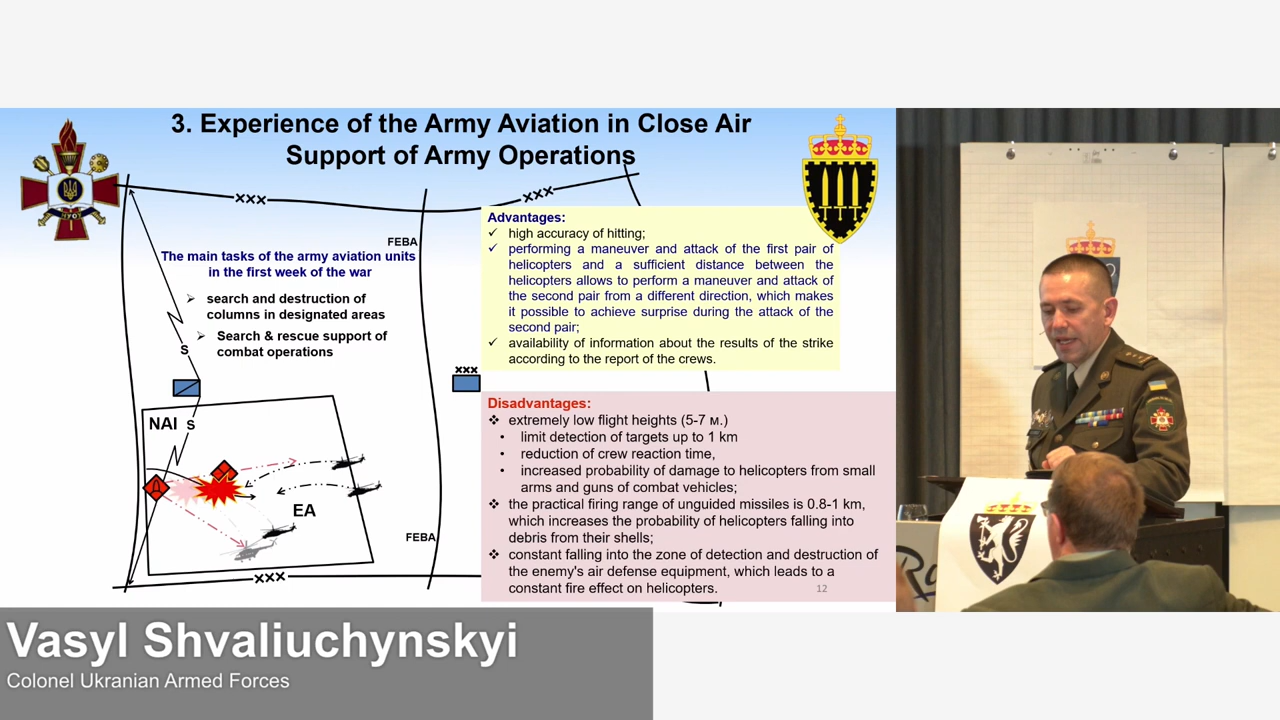 3. Experience of the Army Aviation in Close Air
Support of Army Operations
xxx
xxx
FEBA
The main tasks of the army aviation units
in the first week of the war
search and destruction of
columns in designated areas
Search & rescue support of
combat operations
S
xxx
NAI S
EA
FEBA
xxx
Advantages:
high accuracy of hitting;
performing a maneuver and attack of the first pair of
helicopters and a sufficient distance between the
helicopters allows to perform a maneuver and attack of
the second pair from a different direction, which makes
it possible to achieve surprise during the attack of the
second pair;
availability of information about the results of the strike
according to the report of the crews.
Disadvantages:
extremely low flight heights (5-7 м.)
limit detection of targets up to 1 km
reduction of crew reaction time,
increased probability of damage to helicopters from small
arms and guns of combat vehicles;
the practical firing range of unguided missiles is 0.8-1 km,
which increases the probability of helicopters falling into
debris from their shells;
constant falling into the zone of detection and destruction of
the enemy's air defense equipment, which leads to a
constant fire effect on helicopters.
12
Vasyl Shvaliuchynskyi
Colonel Ukranian Armed Forces